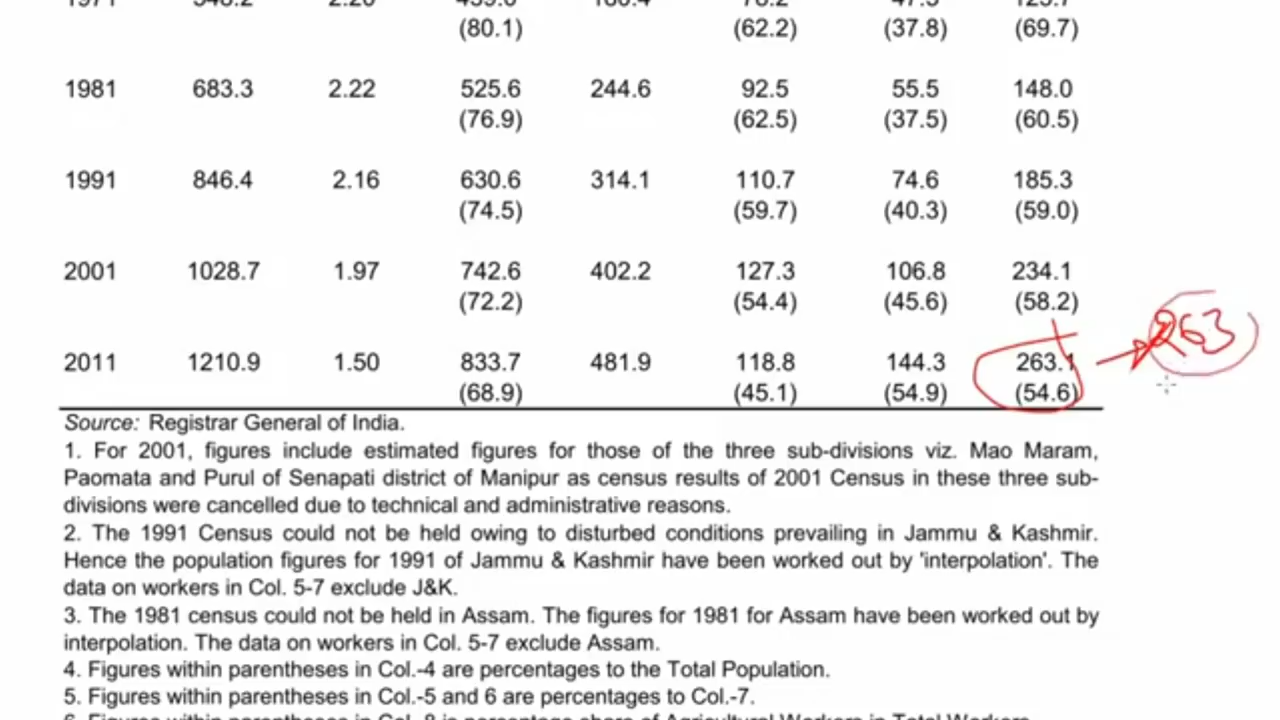 (80.1) (62.2) (37.8) (69.7)
1981 683.3 2.22 525.6 244.6 92.5 55.5 148.0
(76.9) (62.5) (37.5) (60.5)
1991 846.4 2.16 630.6 314.1 110.7 74.6 185.3
(74.5) (59.7) (40.3) (59.0)
2001 1028.7 1.97 742.6 402.2 127.3 106.8 234.1
(72.2) (54.4) (45.6) (58.2)
263
2011 1210.9 1.50 833.7 481.9 118.8 144.3 263.1
(68.9) (45.1) (54.9) (54.6)
Source: Registrar General of India.
1. For 2001, figures include estimated figures for those of the three sub-divisions viz. Mao Maram,
Paomata and Purul of Senapati district of Manipur as census results of 2001 Census in these three sub-
divisions were cancelled due to technical and administrative reasons.
2. The 1991 Census could not be held owing to disturbed conditions prevailing in Jammu & Kashmir.
Hence the population figures for 1991 of Jammu & Kashmir have been worked out by 'interpolation'. The
data on workers in Col. 5-7 exclude J&K.
3. The 1981 census could not be held in Assam. The figures for 1981 for Assam have been worked out by
interpolation. The data on workers in Col. 5-7 exclude Assam.
4. Figures within parentheses in Col.-4 are percentages to the Total Population.
5. Figures within parentheses in Col.-5 and 6 are percentages to Col.-7.